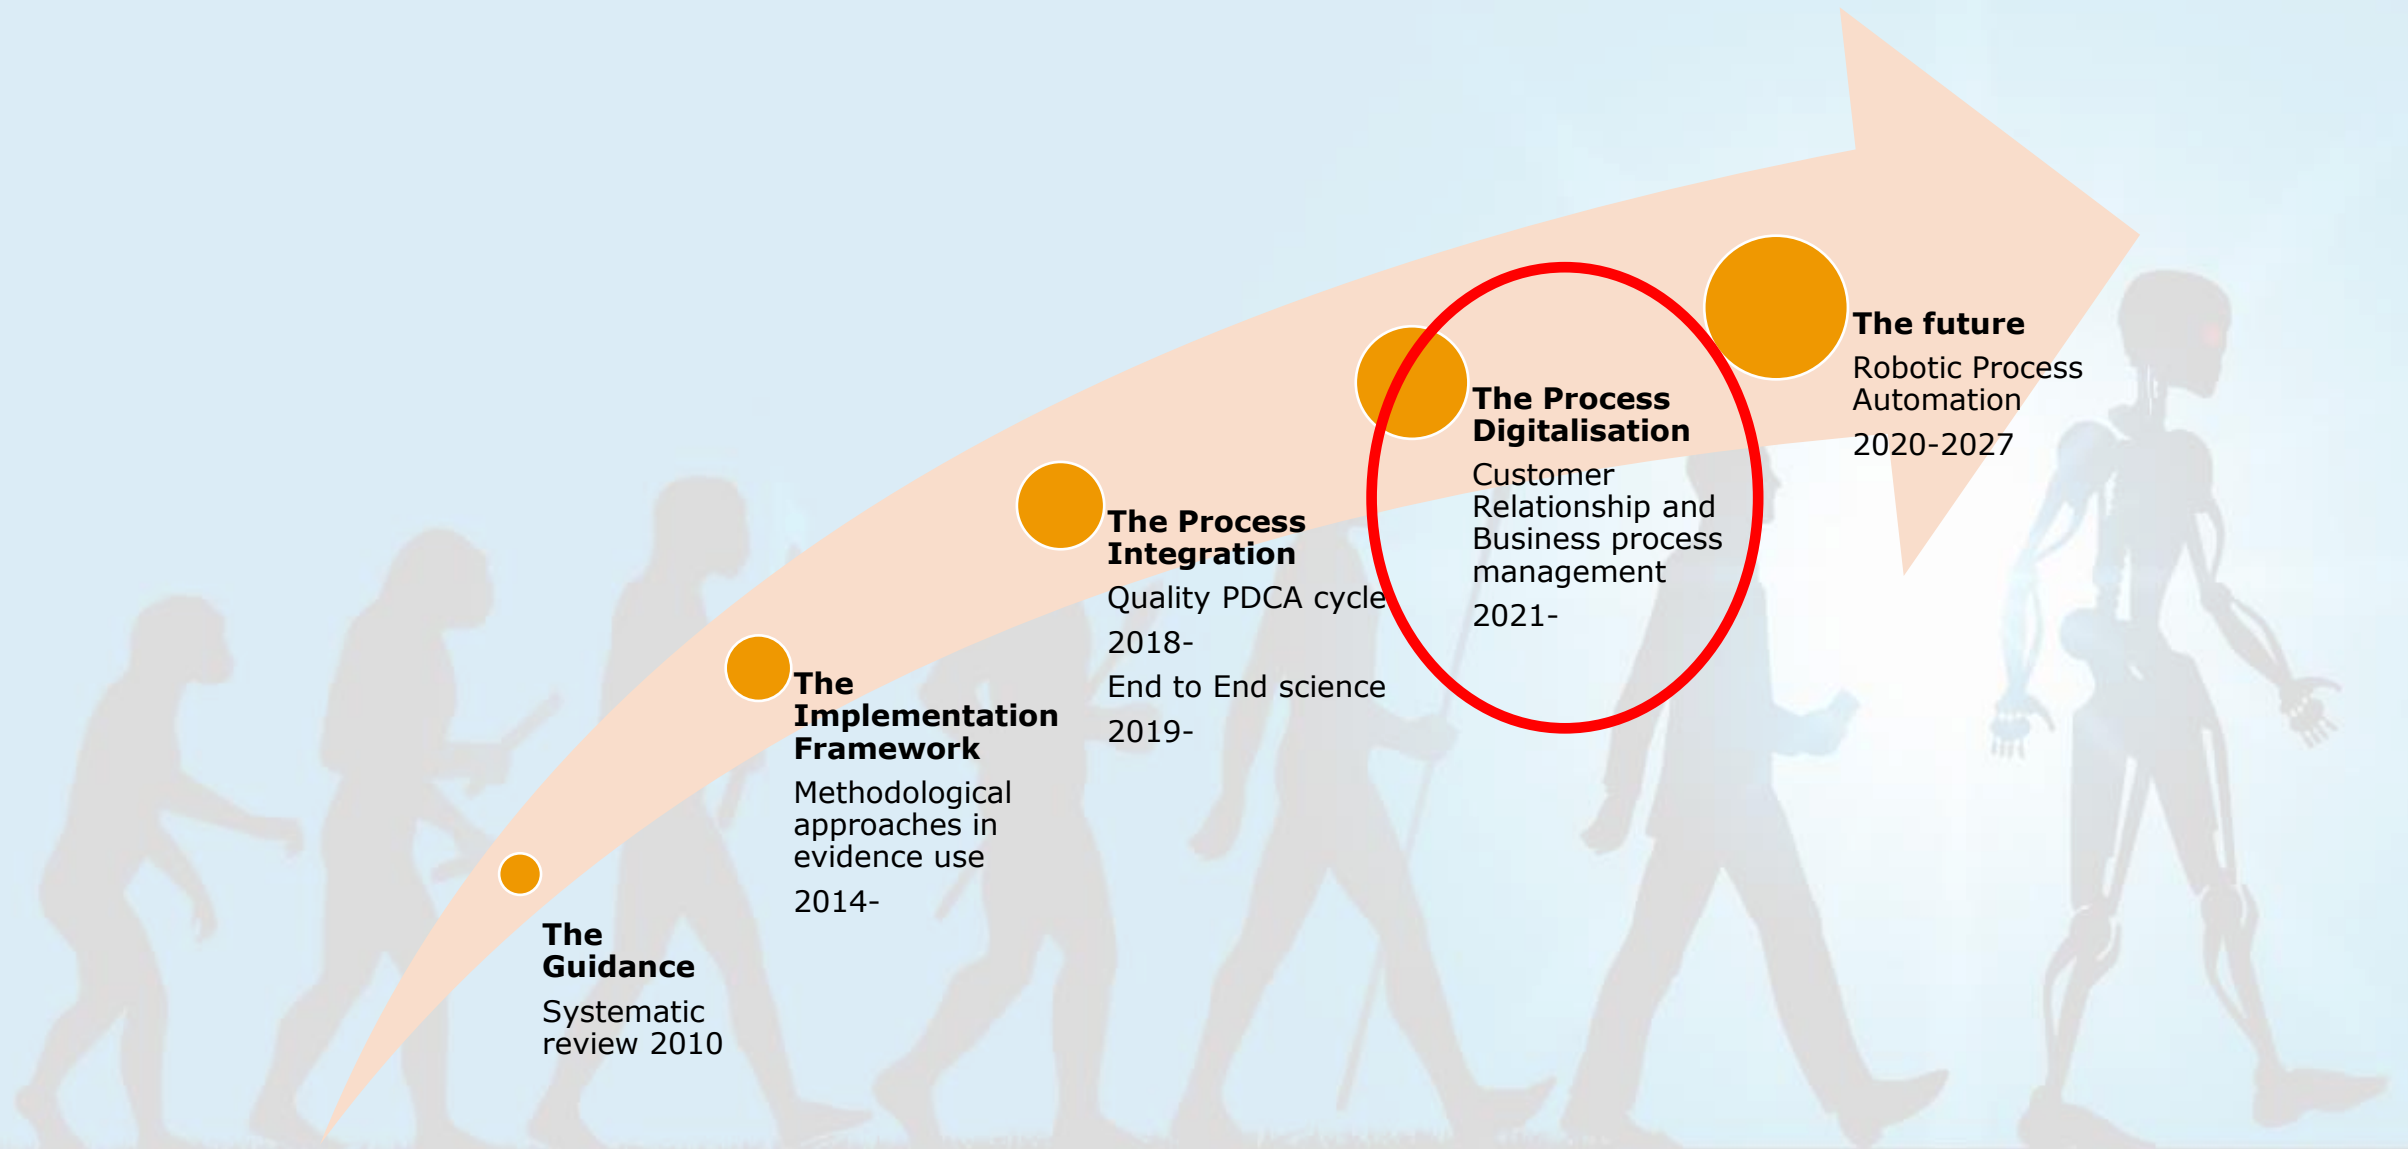 The
Guidance
Systematic
review 2010
The
Implementation
Framework
Methodological
approaches in
evidence use
2014-
The Process
Integration
Quality PDCA cycle
2018-
End to End science
2019-
The Process
Digitalisation
Customer
Relationship and
Business process
management
2021-
The future
Robotic Process
Automation
2020-2027